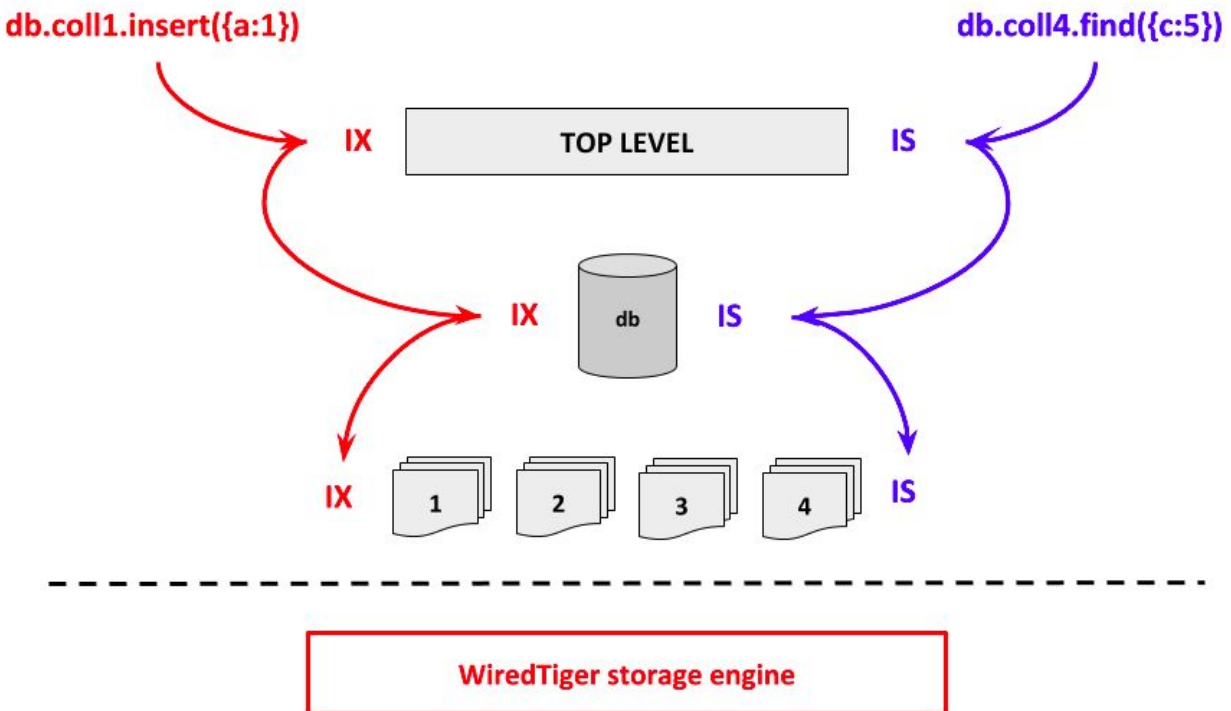 db.coll1.insert({a:1})
db.coll4.find({c:5})
IX
TOP LEVEL
IS
IX
db
IS
IX
1
2
3
4
IS
WiredTiger storage engine